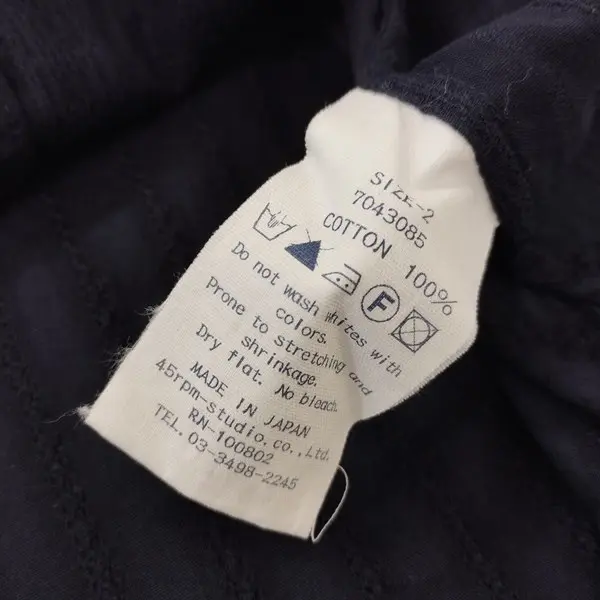 SIZE-2
7043085
COTTON 100%
F
Do not wash whites with
colors.
Prone to stretching and
shrinkage.
Dry flat. No bleach.
MADE IN JAPAN
45rpm-studio.co.,Ltd.
RN-100802
TEL.03-3498-2245